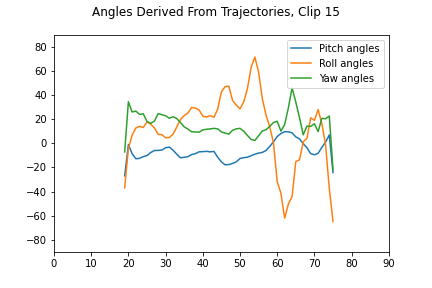 Angles Derived From Trajectories, Clip 15
Pitch angles
Roll angles
Yaw angles
80
60
40
20
0
−20
−40
−60
−80
0 10 20 30 40 50 60 70 80 90